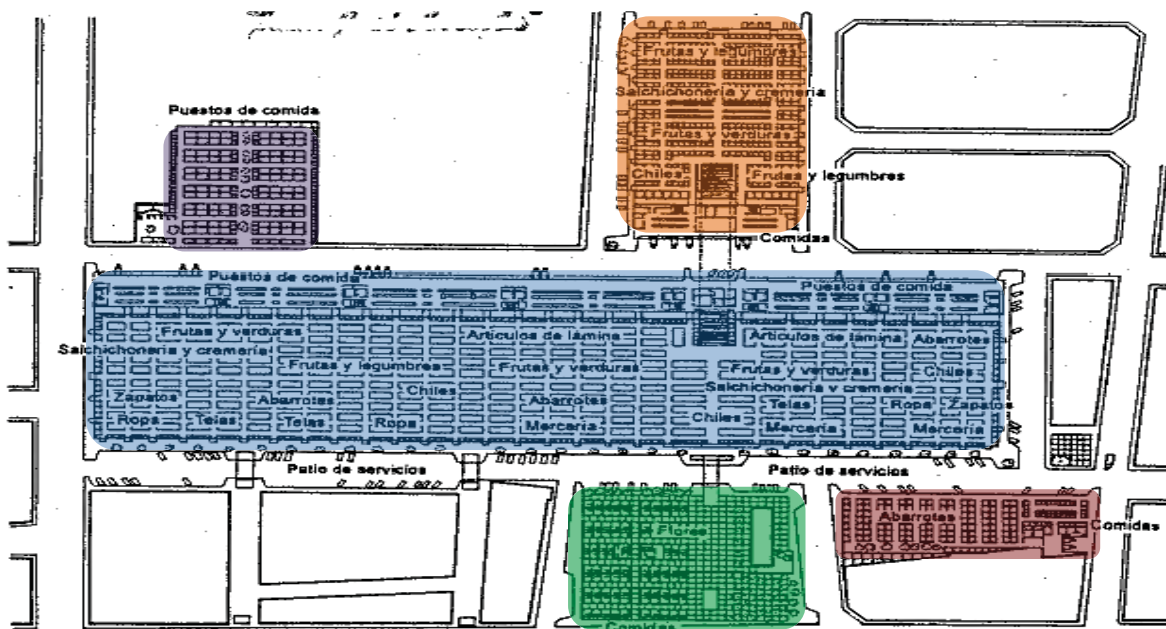 Frutas y legumbres
Salchichonería y cremería
Puestos de comida
Frutas y verduras
Chiles
Frutas y legumbres
Comidas
Puestos de comida
Puestos de comida
Frutas y verduras
Artículos de lámina
Artículos de lámina
Abarrotes
Salchichonería y cremería
Frutas y legumbres
Frutas y verduras
Frutas y verduras
Chiles
Chiles
Salchichonería y cremería
Zapatos
Abarrotes
Abarrotes
Telas
Ropa
Zapatos
Ropa
Telas
Telas
Ropa
Mercería
Chiles
Mercería
Mercería
Patio de servicios
Patio de servicios
Abarrotes
Comidas
Flores
Comidas